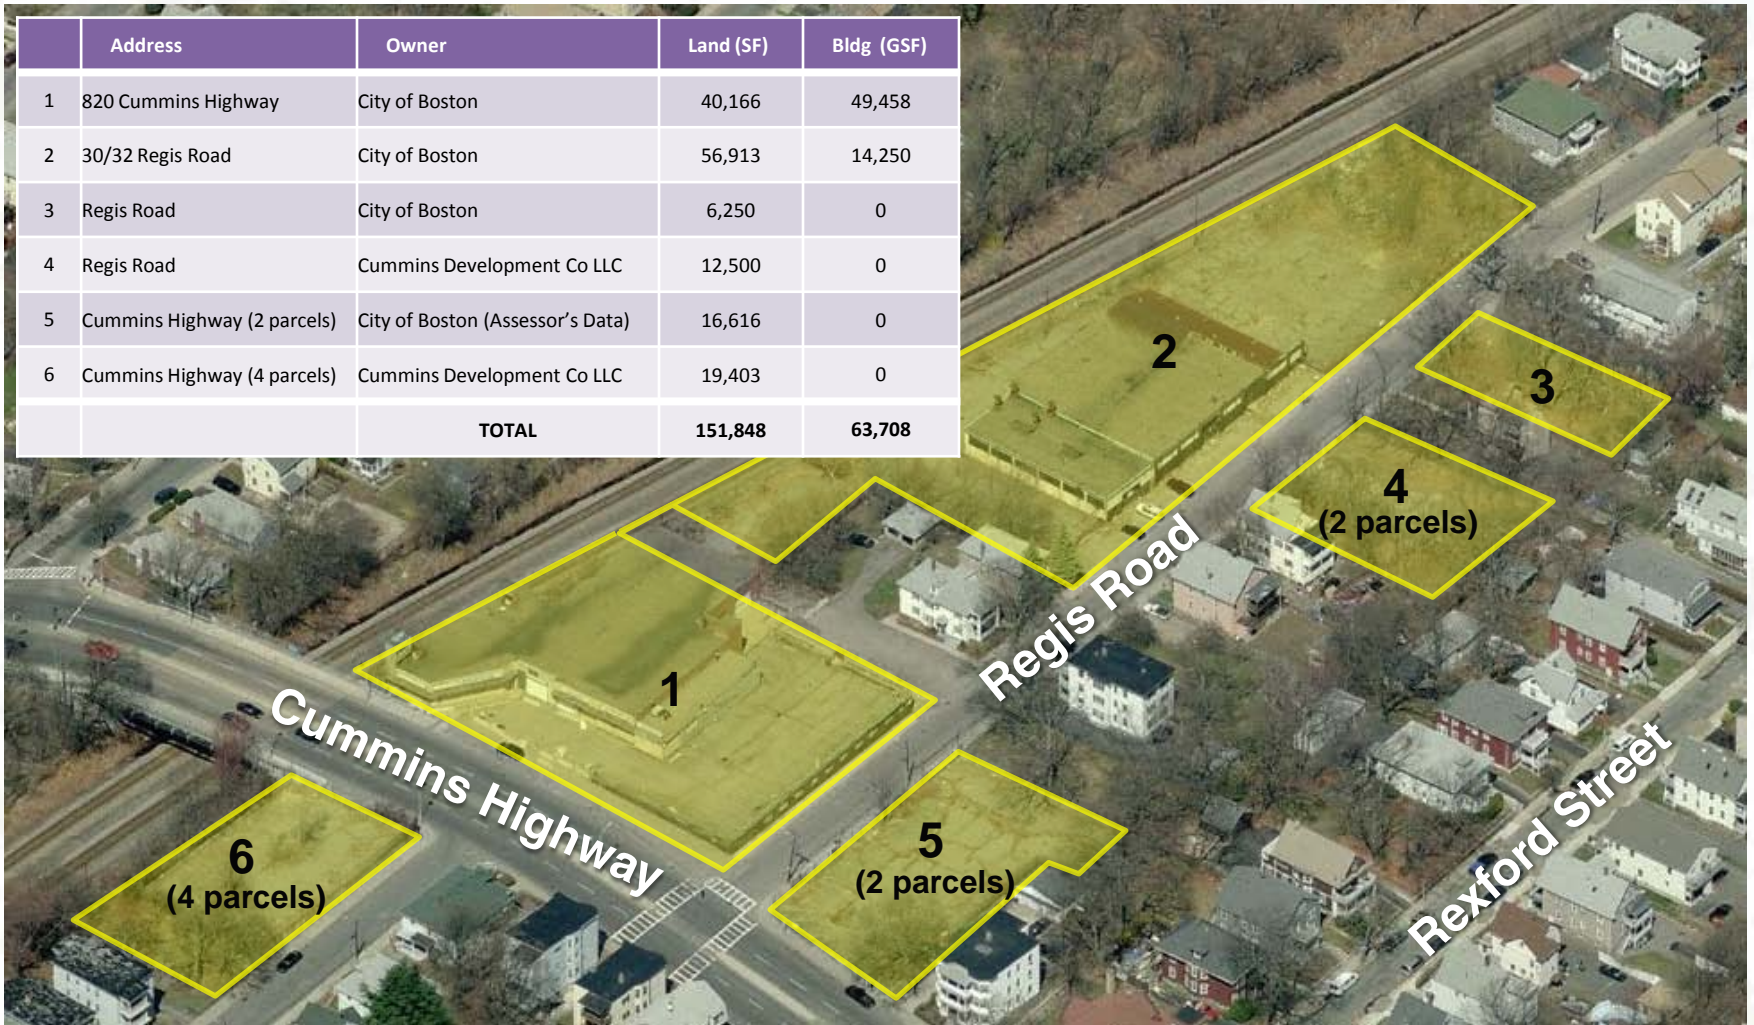 Address Owner Land (SF) Bldg (GSF)
1 820 Cummins Highway City of Boston 40,166 49,458
2 30/32 Regis Road City of Boston 56,913 14,250
3 Regis Road City of Boston 6,250 0
4 Regis Road Cummins Development Co LLC 12,500 0
5 Cummins Highway (2 parcels) City of Boston (Assessor’s Data) 16,616 0
6 Cummins Highway (4 parcels) Cummins Development Co LLC 19,403 0
TOTAL 151,848 63,708
2
3
4
(2 parcels)
Regis Road
1
Cummins Highway
5
(2 parcels)
6
(4 parcels)
Rexford Street